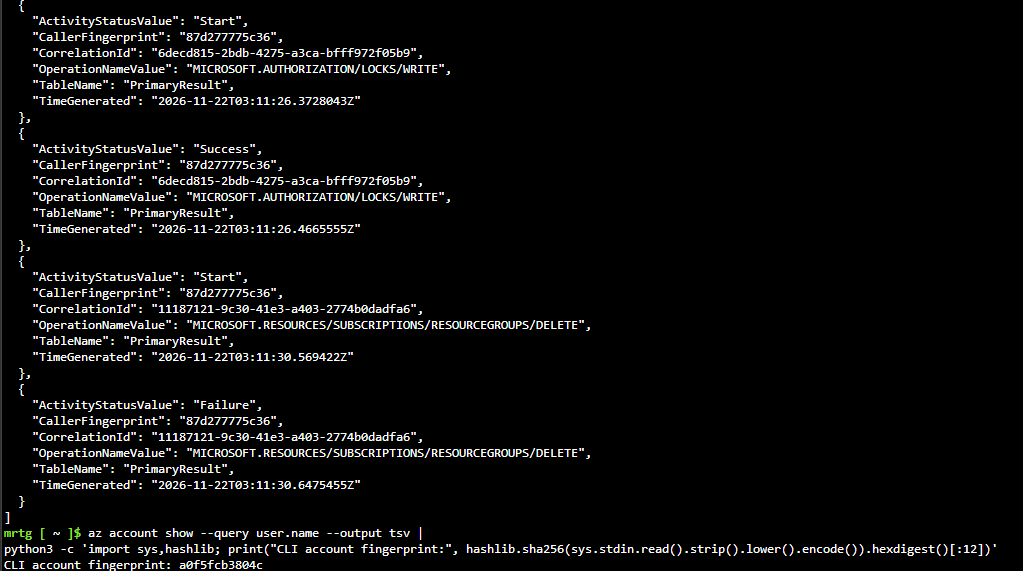 {
"ActivityStatusValue": "Start",
"CallerFingerprint": "87d277775c36",
"CorrelationId": "6decd815-2bdb-4275-a3ca-bfff972f05b9",
"OperationNameValue": "MICROSOFT.AUTHORIZATION/LOCKS/WRITE",
"TableName": "PrimaryResult",
"TimeGenerated": "2026-11-22T03:11:26.3728043Z"
},
{
"ActivityStatusValue": "Success",
"CallerFingerprint": "87d277775c36",
"CorrelationId": "6decd815-2bdb-4275-a3ca-bfff972f05b9",
"OperationNameValue": "MICROSOFT.AUTHORIZATION/LOCKS/WRITE",
"TableName": "PrimaryResult",
"TimeGenerated": "2026-11-22T03:11:26.4665555Z"
},
{
"ActivityStatusValue": "Start",
"CallerFingerprint": "87d277775c36",
"CorrelationId": "11187121-9c30-41e3-a403-2774b0dadfa6",
"OperationNameValue": "MICROSOFT.RESOURCES/SUBSCRIPTIONS/RESOURCEGROUPS/DELETE",
"TableName": "PrimaryResult",
"TimeGenerated": "2026-11-22T03:11:30.569422Z"
},
{
"ActivityStatusValue": "Failure",
"CallerFingerprint": "87d277775c36",
"CorrelationId": "11187121-9c30-41e3-a403-2774b0dadfa6",
"OperationNameValue": "MICROSOFT.RESOURCES/SUBSCRIPTIONS/RESOURCEGROUPS/DELETE",
"TableName": "PrimaryResult",
"TimeGenerated": "2026-11-22T03:11:30.6475455Z"
}
]
mrtg [ ~ ]$ az account show --query user.name --output tsv |
python3 -c 'import sys,hashlib; print("CLI account fingerprint:", hashlib.sha256(sys.stdin.read().strip().lower().encode()).hexdigest()[:12])'
CLI account fingerprint: a0f5fcb3804c